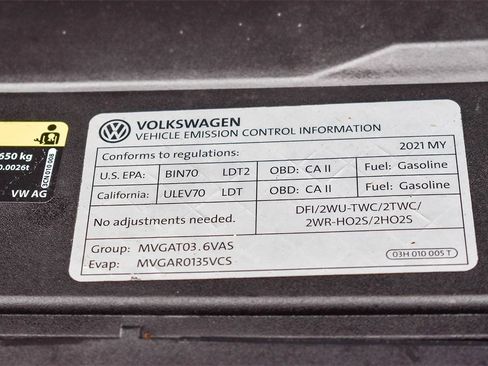 VOLKSWAGEN
VEHICLE EMISSION CONTROL INFORMATION
Conforms to regulations: 2021 MY
U.S. EPA: BIN70 LDT2 OBD: CA II Fuel: Gasoline
California: ULEV70 LDT OBD: CA II Fuel: Gasoline
No adjustments needed.
DFI/2WU-TWC/2TWC/
2WR-HO2S/2HO2S
Group: MVGAT03.6VAS
Evap: MVGAR0135VCS
03H 010 005 T
650 kg
0.0026t
VW AG